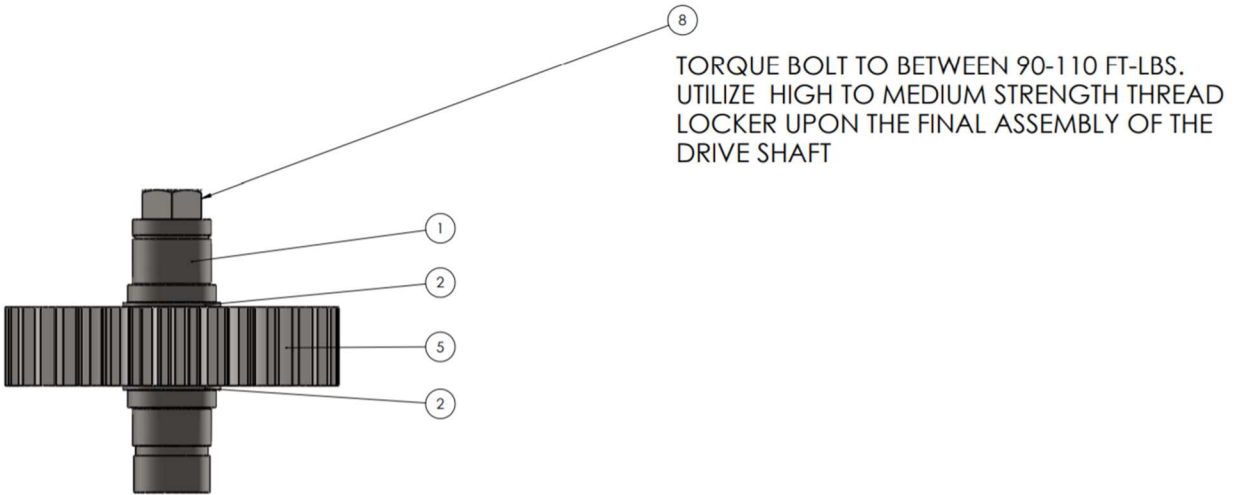 8
TORQUE BOLT TO BETWEEN 90-110 FT-LBS.
UTILIZE HIGH TO MEDIUM STRENGTH THREAD
LOCKER UPON THE FINAL ASSEMBLY OF THE
DRIVE SHAFT
1
2
5
2